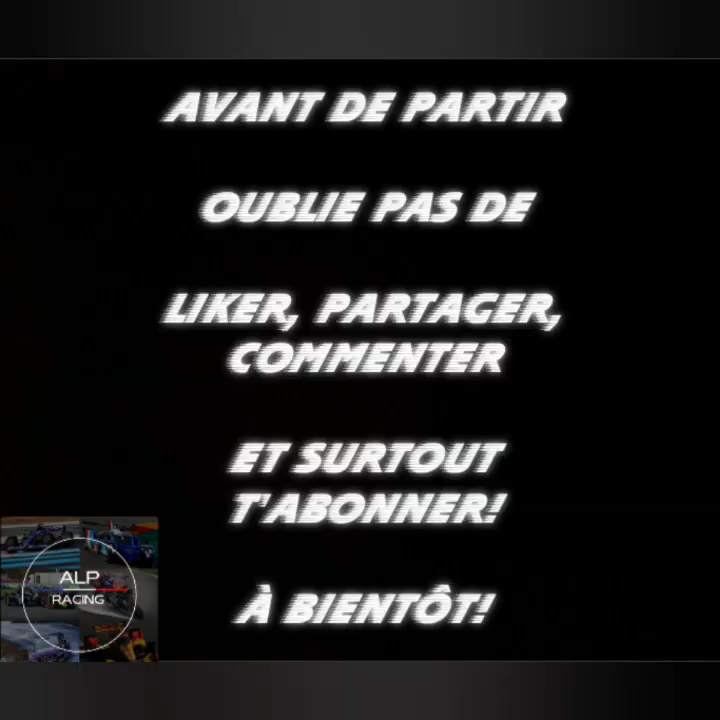 AVANT DE PARTIR
OUBLIE PAS DE
LIKER, PARTAGER,
COMMENTER
ET SURTOUT
T'ABONNER!
À BIENTÔT!
ALP
RACING